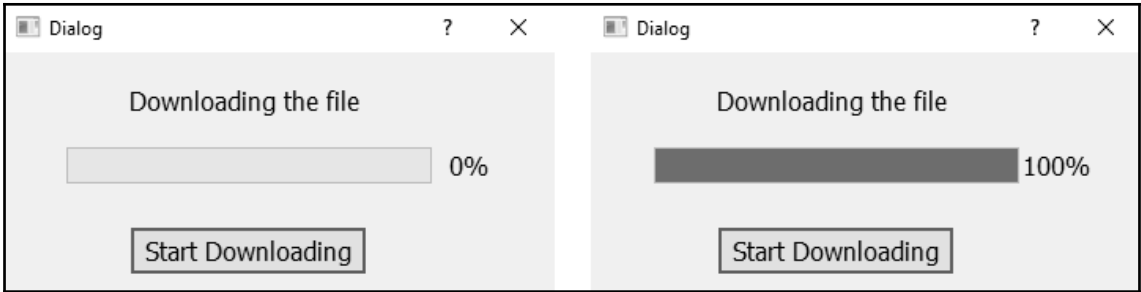 Dialog ?
Downloading the file
0%
Start Downloading
Dialog ?
Downloading the file
100%
Start Downloading